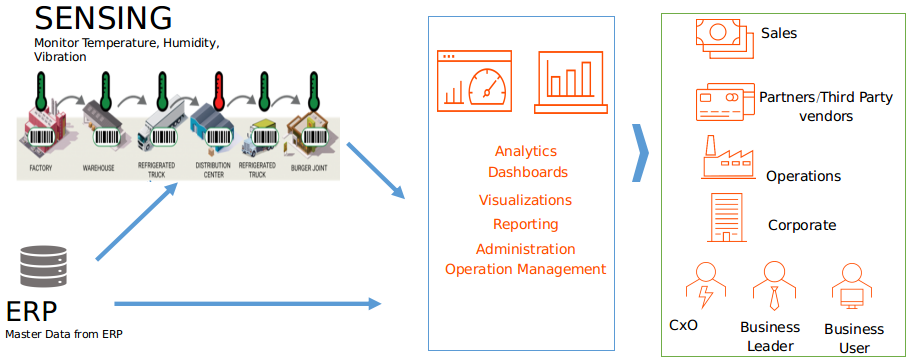 SENSING
Monitor Temperature, Humidity,
Vibration
FACTORY
WAREHOUSE
REFRIGERATED
TRUCK
DISTRIBUTION
CENTER
REFRIGERATED
TRUCK
BURGER JOINT
ERP
Master Data from ERP
Analytics
Dashboards
Visualizations
Reporting
Administration
Operation Management
Sales
Partners/Third Party
vendors
Operations
Corporate
CxO
Business
Leader
Business
User